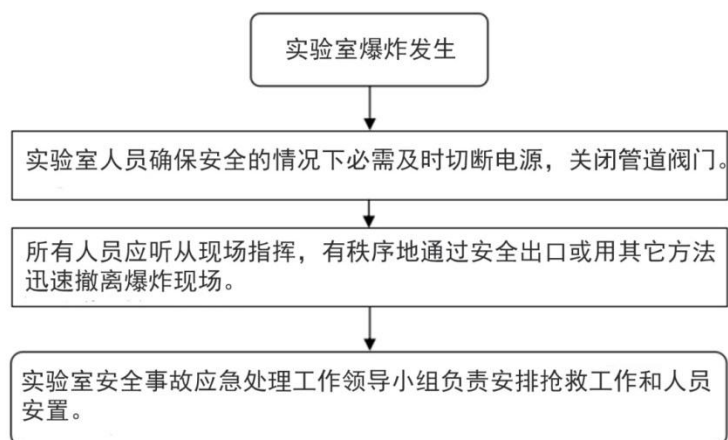 实验室爆炸发生
实验室人员确保安全的情况下必需及时切断电源，关闭管道阀门。
所有人员应听从现场指挥，有秩序地通过安全出口或用其它方法
迅速撤离爆炸现场。
实验室安全事故应急处理工作领导小组负责安排抢救工作和人员
安置。